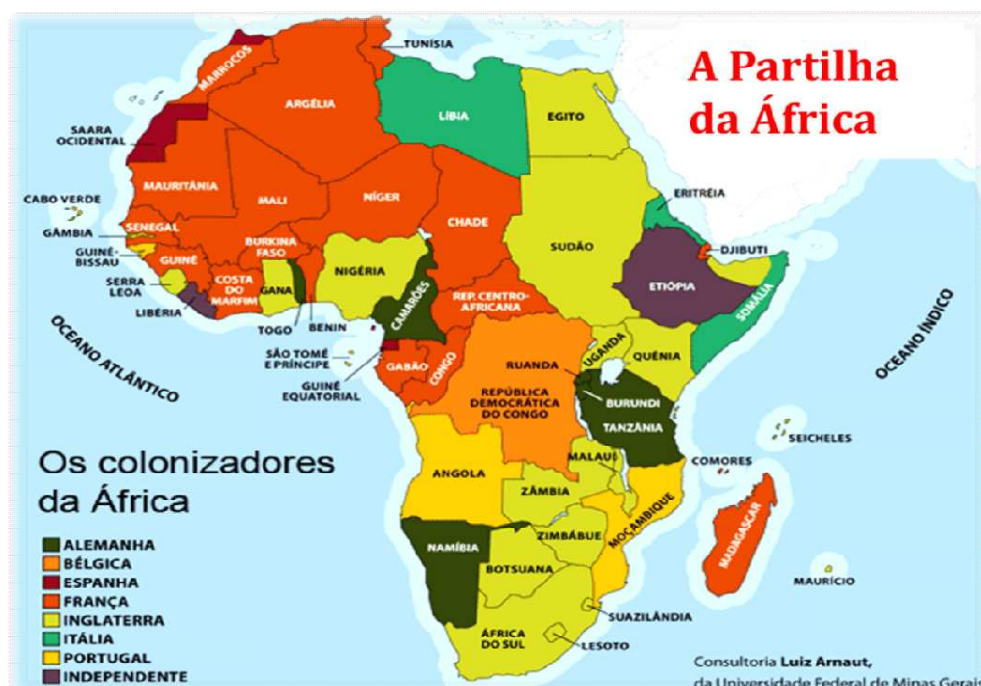 A Partilha
da África
TUNÍSIA
MARROCOS
ARGÉLIA
LÍBIA
EGITO
SAARA
OCIDENTAL
MAURITÂNIA
MALI
NÍGER
CHADE
SUDÃO
ERITRÉIA
DJIBUTI
CABO VERDE
SENEGAL
GÂMBIA
GUINÉ-
BISSAU
GUINÉ
BURKINA
FASO
SERRA
LEOA
COSTA
DO
MARFIM
GANA
NIGÉRIA
CAMARÕES
REP. CENTRO-
AFRICANA
ETIÓPIA
SOMÁLIA
LIBÉRIA
TOGO
BENIN
OCEANO ATLÂNTICO
OCEANO ÍNDICO
SÃO TOMÉ
E PRÍNCIPE
GUINÉ
EQUATORIAL
GABÃO
CONGO
UGANDA
QUÊNIA
RUANDA
REPÚBLICA
DEMOCRÁTICA
DO CONGO
BURUNDI
TANZÂNIA
SEICHELES
COMORES
ANGOLA
MALAUI
ZÂMBIA
MOÇAMBIQUE
MADAGASCAR
NAMÍBIA
ZIMBÁBUE
BOTSUANA
MAURÍCIO
SUAZILÂNDIA
ÁFRICA
DO SUL
LESOTO
Os colonizadores
da África
ALEMANHA
BÉLGICA
ESPANHA
FRANÇA
INGLATERRA
ITÁLIA
PORTUGAL
INDEPENDENTE
Consultoria Luiz Arnaut,
da Universidade Federal de Minas Gerais